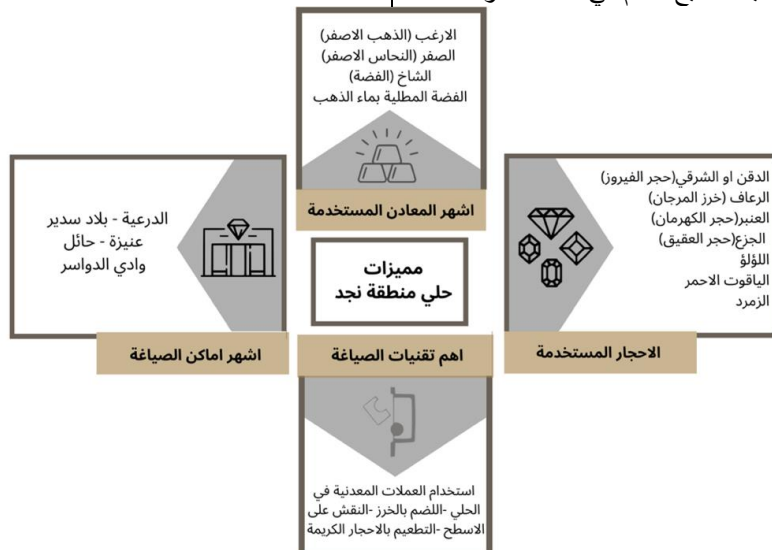 الارغب (الذهب الاصفر)
الصفر (النحاس الاصفر)
الشاخ (الفضة)
الفضة المطلية بماء الذهب
اشهر المعادن المستخدمة
الدقن او الشرقي(حجر الفيروز)
الرعاف (خرز المرجان)
العنبر(حجر الكهرمان)
الجزع(حجر العقيق)
اللؤلؤ
الياقوت الاحمر
الزمرد
الاحجار المستخدمة
مميزات
حلي منطقة نجد
الدرعية - بلاد سدير
عنيزة - حائل
وادي الدواسر
اشهر اماكن الصياغة
اهم تقنيات الصياغة
استخدام العملات المعدنية في
الحلي -اللضم بالخرز -النقش على
الاسطح -التطعيم بالاحجار الكريمة